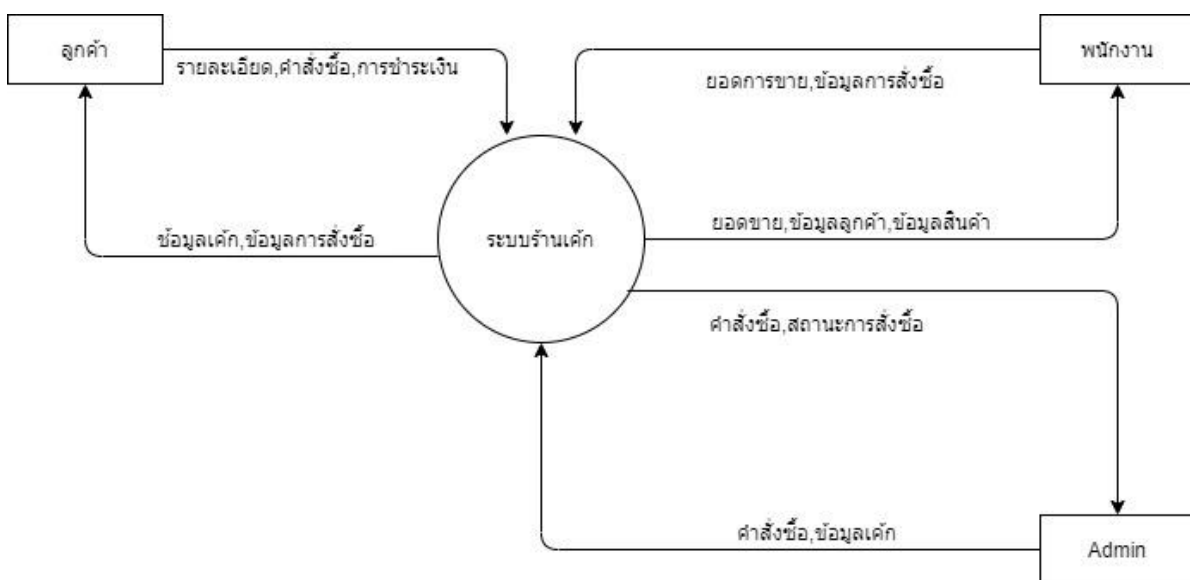 ลูกค้า
พนักงาน
รายละเอียด,คำสั่งซื้อ,การชำระเงิน
ยอดการขาย,ข้อมูลการสั่งซื้อ
ข้อมูลเค้ก,ข้อมูลการสั่งซื้อ
ระบบร้านเค้ก
ยอดขาย,ข้อมูลลูกค้า,ข้อมูลสินค้า
คำสั่งซื้อ,สถานะการสั่งซื้อ
คำสั่งซื้อ,ข้อมูลเค้ก
Admin